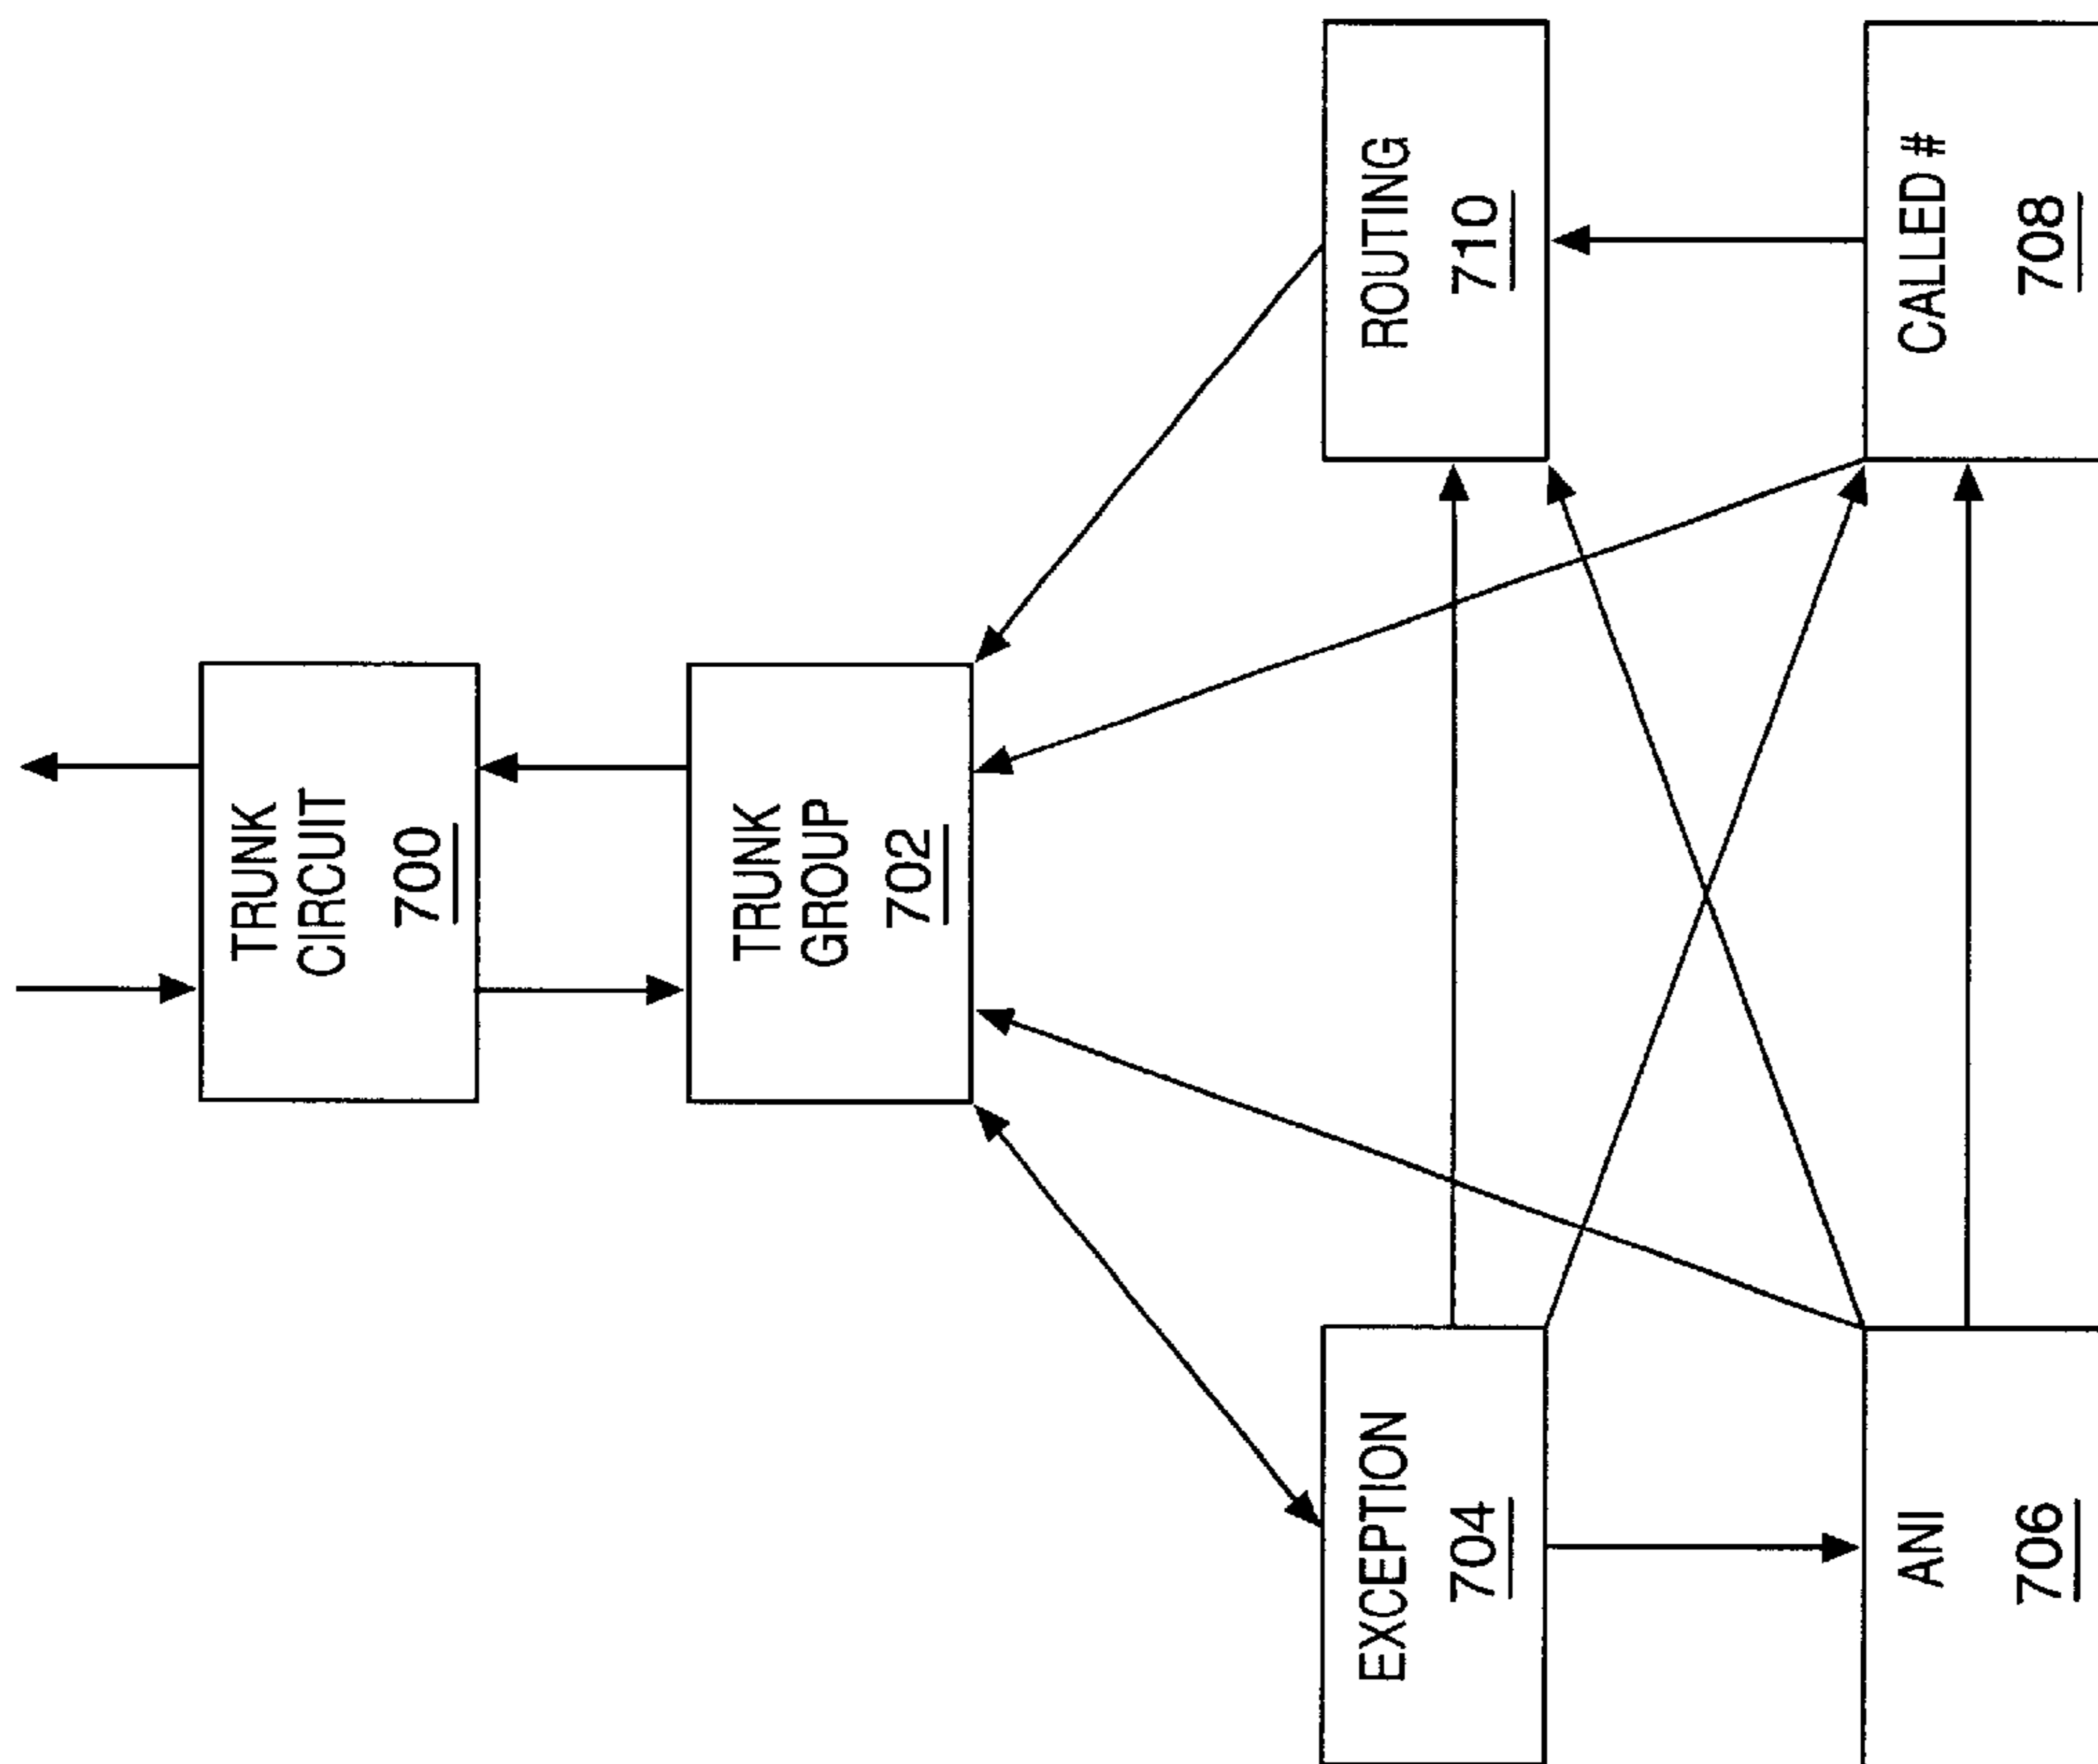 TRUNK
CIRCUIT
700
TRUNK
GROUP
702
EXCEPTION
704
ROUTING
710
ANI
706
CALLED #
708